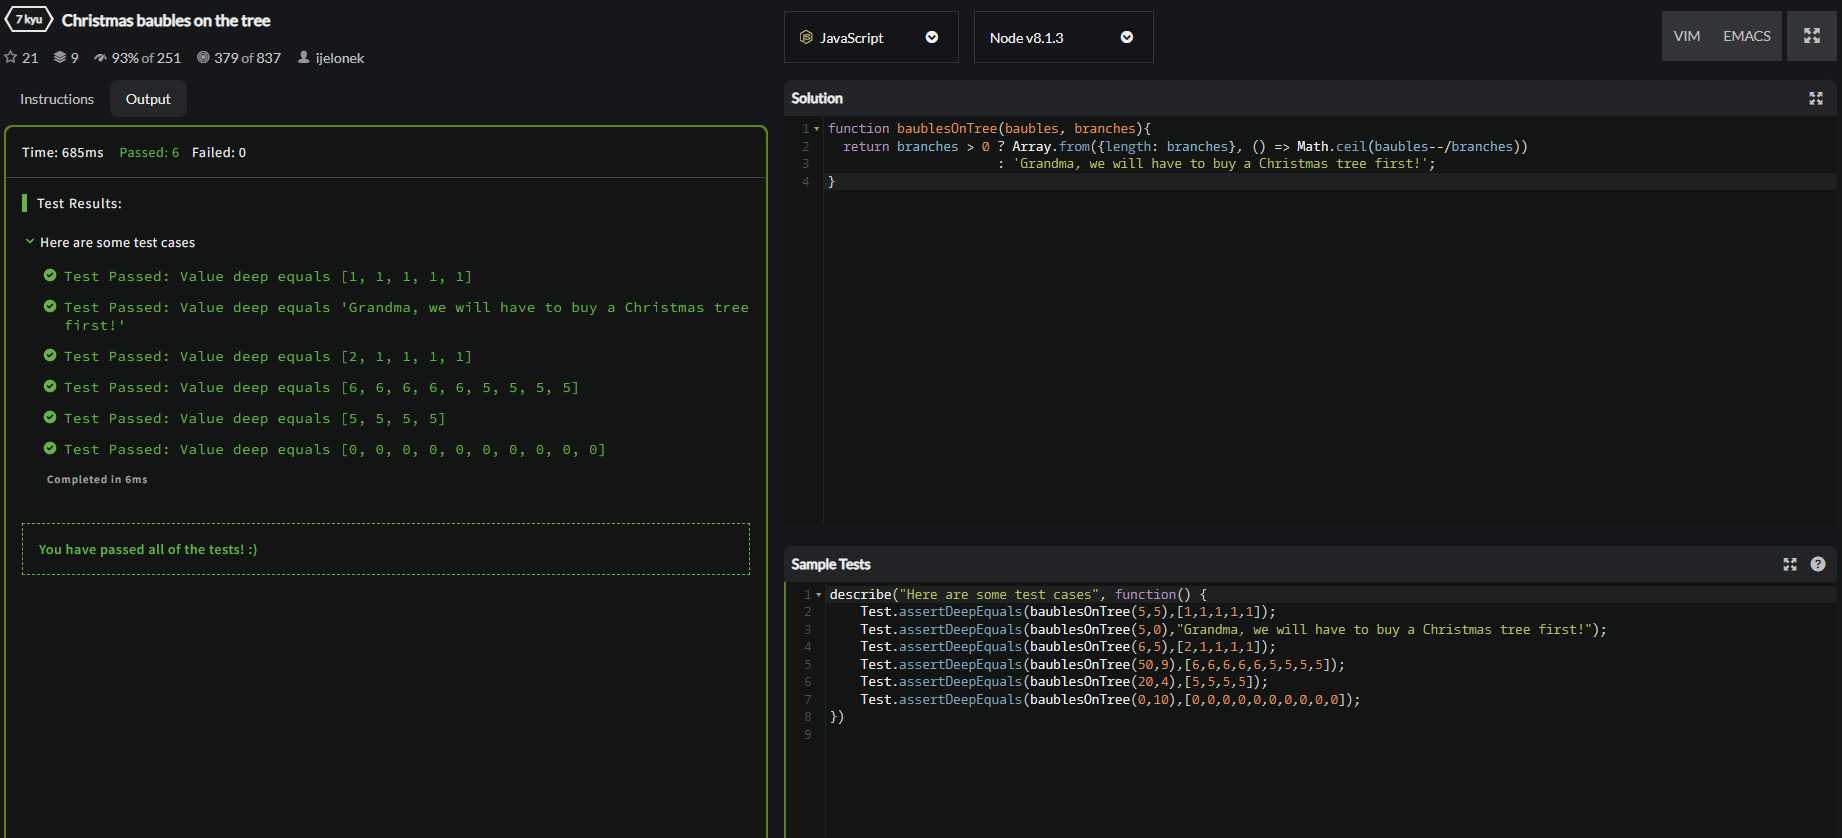 7 kyu Christmas baubles on the tree
21 9 93% of 251 379 of 837 ijelonek
Instructions Output
Time: 685ms Passed: 6 Failed: 0
Test Results:
Here are some test cases
Test Passed: Value deep equals [1, 1, 1, 1, 1]
Test Passed: Value deep equals 'Grandma, we will have to buy a Christmas tree
first!'
Test Passed: Value deep equals [2, 1, 1, 1, 1]
Test Passed: Value deep equals [6, 6, 6, 6, 6, 5, 5, 5, 5]
Test Passed: Value deep equals [5, 5, 5, 5]
Test Passed: Value deep equals [0, 0, 0, 0, 0, 0, 0, 0, 0, 0]
Completed in 6ms
You have passed all of the tests! :)
JS JavaScript Node v8.1.3 VIM EMACS
Solution
1 function baublesOnTree(baubles, branches){
2 return branches > 0 ? Array.from({length: branches}, () => Math.ceil(baubles--/branches))
3 : 'Grandma, we will have to buy a Christmas tree first!';
4 }
Sample Tests ?
1 describe("Here are some test cases", function() {
2 Test.assertDeepEquals(baublesOnTree(5,5),[1,1,1,1,1]);
3 Test.assertDeepEquals(baublesOnTree(5,0),"Grandma, we will have to buy a Christmas tree first!");
4 Test.assertDeepEquals(baublesOnTree(6,5),[2,1,1,1,1]);
5 Test.assertDeepEquals(baublesOnTree(50,9),[6,6,6,6,6,5,5,5,5]);
6 Test.assertDeepEquals(baublesOnTree(20,4),[5,5,5,5]);
7 Test.assertDeepEquals(baublesOnTree(0,10),[0,0,0,0,0,0,0,0,0,0]);
8 })
9